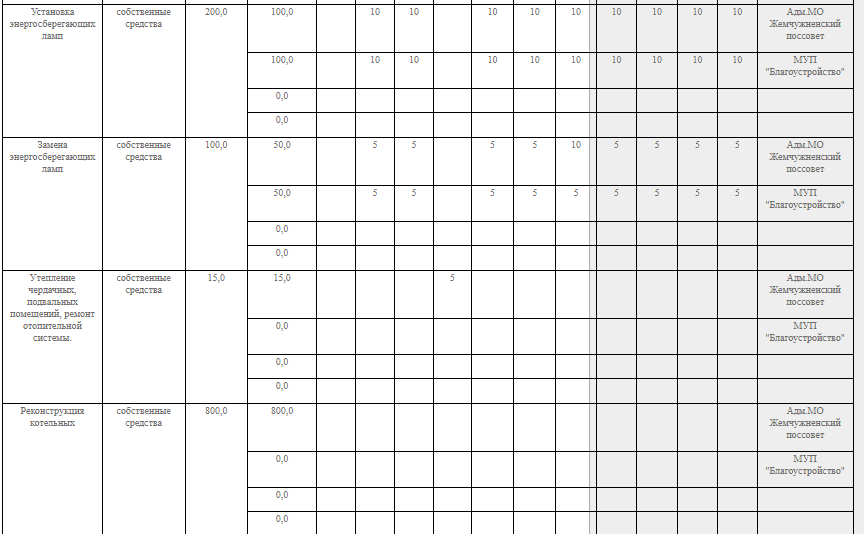 Установка собственные 200,0 100,0 10 10 10 10 10 10 10 10 10 Адм.МО
энергосберегающих средства Жемчужненский
ламп поссовет
100,0 10 10 10 10 10 10 10 10 10 МУП
"Благоустройство"
0,0
0,0
Замена собственные 100,0 50,0 5 5 5 5 10 5 5 5 5 Адм.МО
энергосберегающих средства Жемчужненский
ламп поссовет
50,0 5 5 5 5 5 5 5 5 5 МУП
"Благоустройство"
0,0
0,0
Утепление собственные 15,0 15,0 5 Адм.МО
чердачных, средства Жемчужненский
подвальных поссовет
помещений, ремонт
отопительной 0,0 МУП
системы. "Благоустройство"
0,0
0,0
Реконструкция собственные 800,0 800,0 Адм.МО
котельных средства Жемчужненский
поссовет
0,0 МУП
"Благоустройство"
0,0
0,0